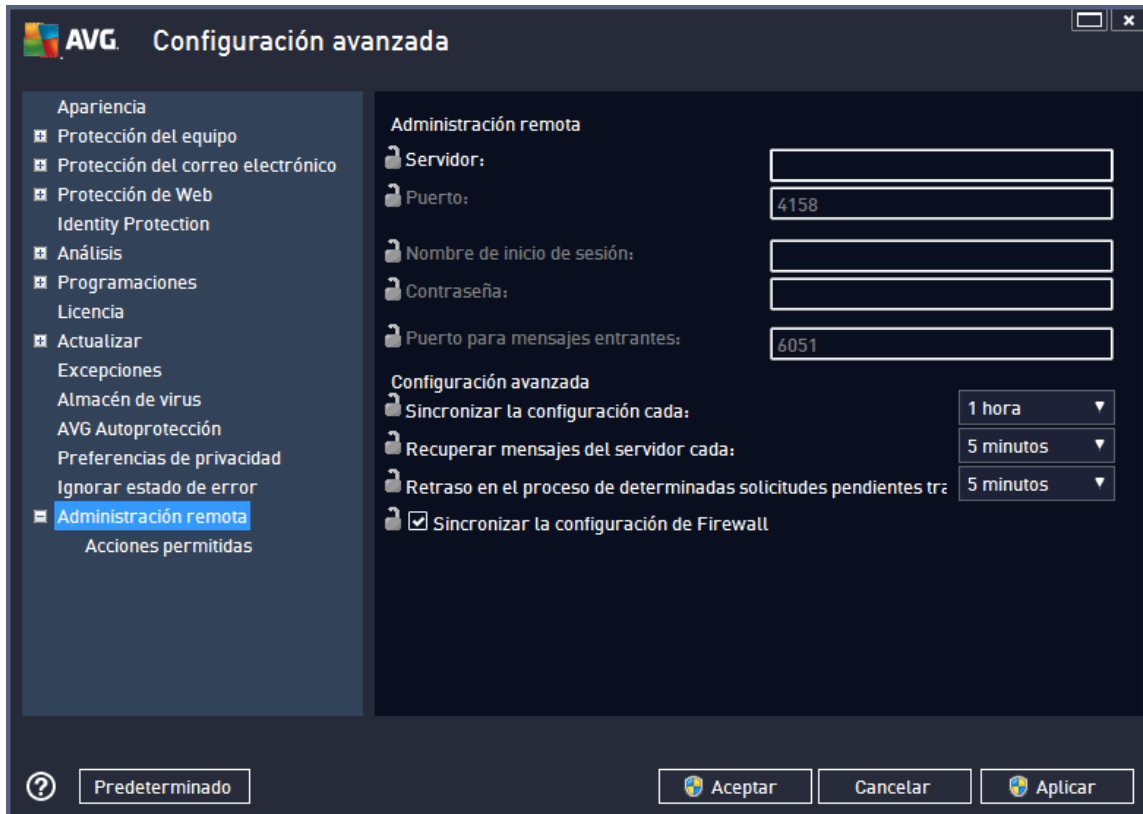 AVG. Configuración avanzada
Apariencia
Protección del equipo
Protección del correo electrónico
Protección de Web
Identity Protection
Análisis
Programaciones
Licencia
Actualizar
Excepciones
Almacén de virus
AVG Autoprotección
Preferencias de privacidad
Ignorar estado de error
Administración remota
Acciones permitidas
Administración remota
Servidor:
Puerto: 4158
Nombre de inicio de sesión:
Contraseña:
Puerto para mensajes entrantes: 6051
Configuración avanzada
Sincronizar la configuración cada: 1 hora
Recuperar mensajes del servidor cada: 5 minutos
Retraso en el proceso de determinadas solicitudes pendientes tra 5 minutos
Sincronizar la configuración de Firewall
? Predeterminado Aceptar Cancelar Aplicar